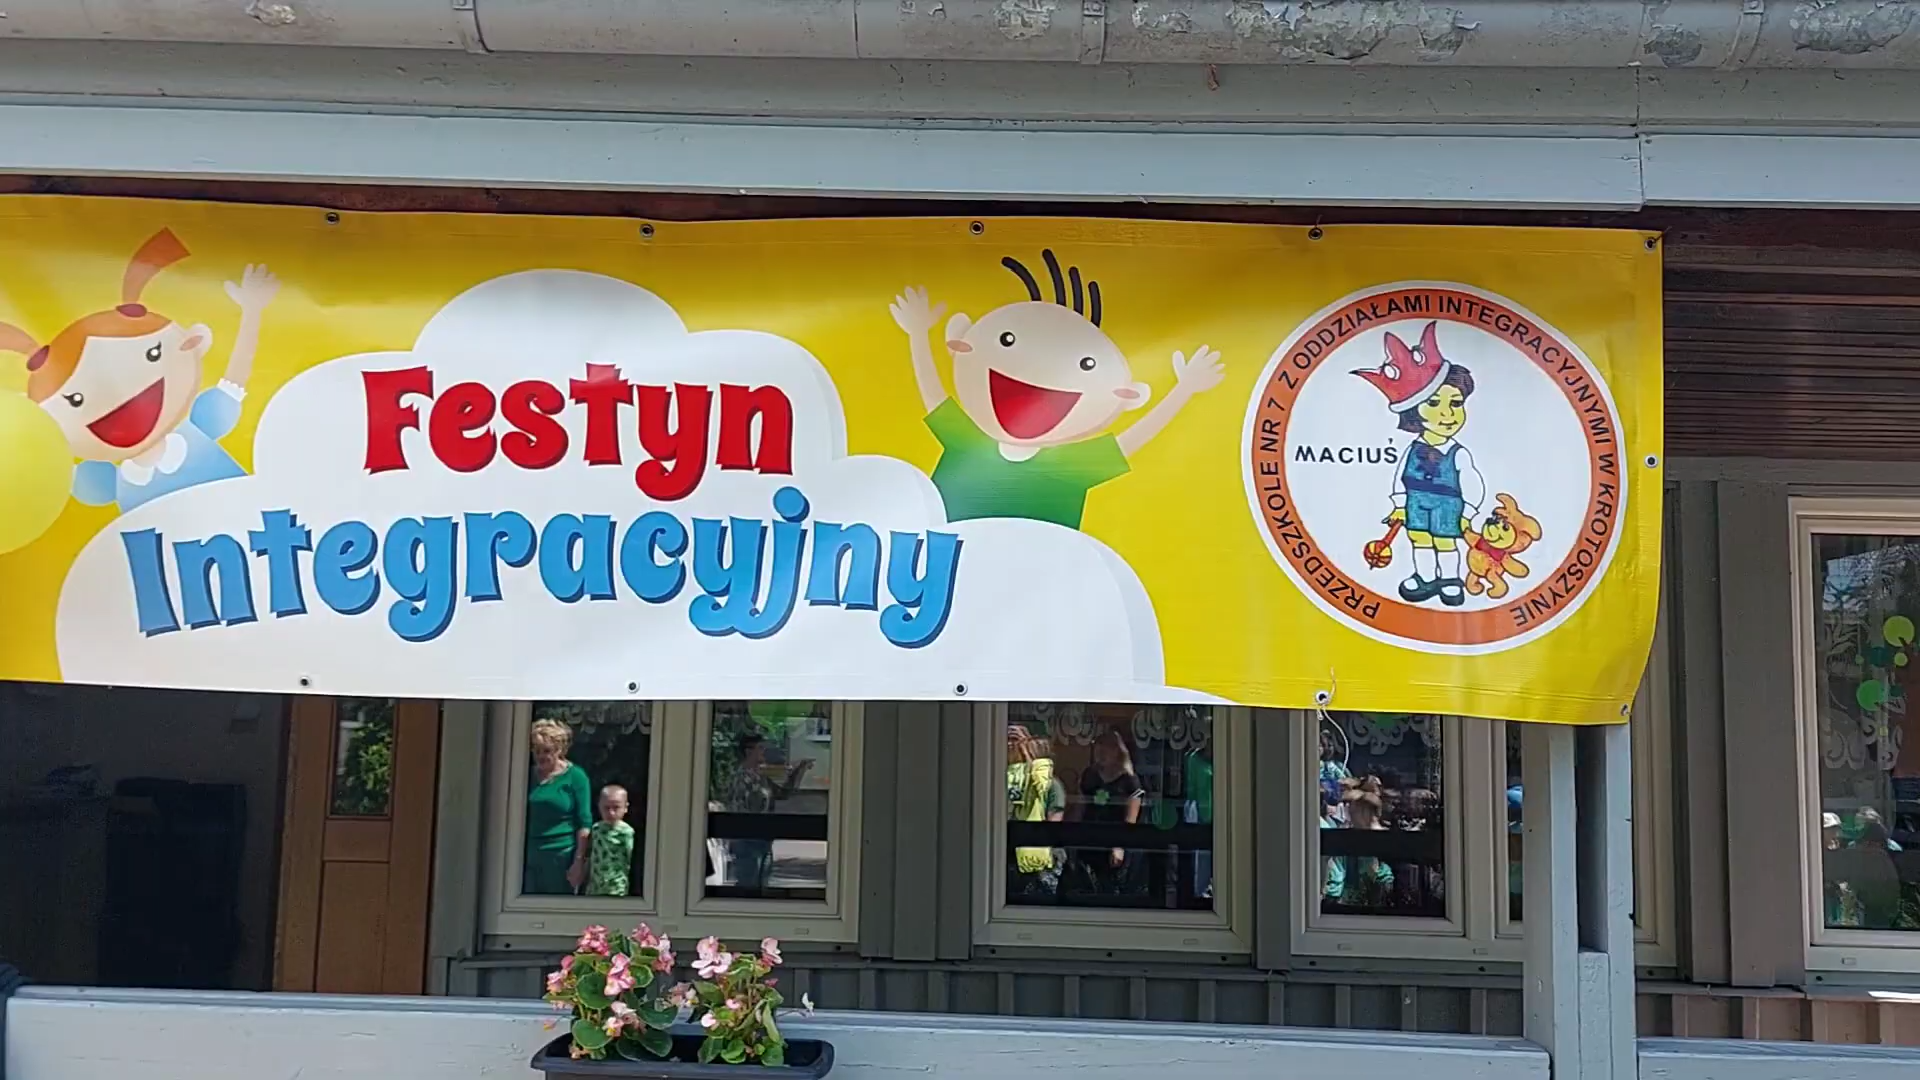 Festyn
Integracyjny
PRZEDSZKOLE NR 7 Z ODDZIAŁAMI INTEGRACYJNYMI W KROTOSZYNIE
MACIUŚ